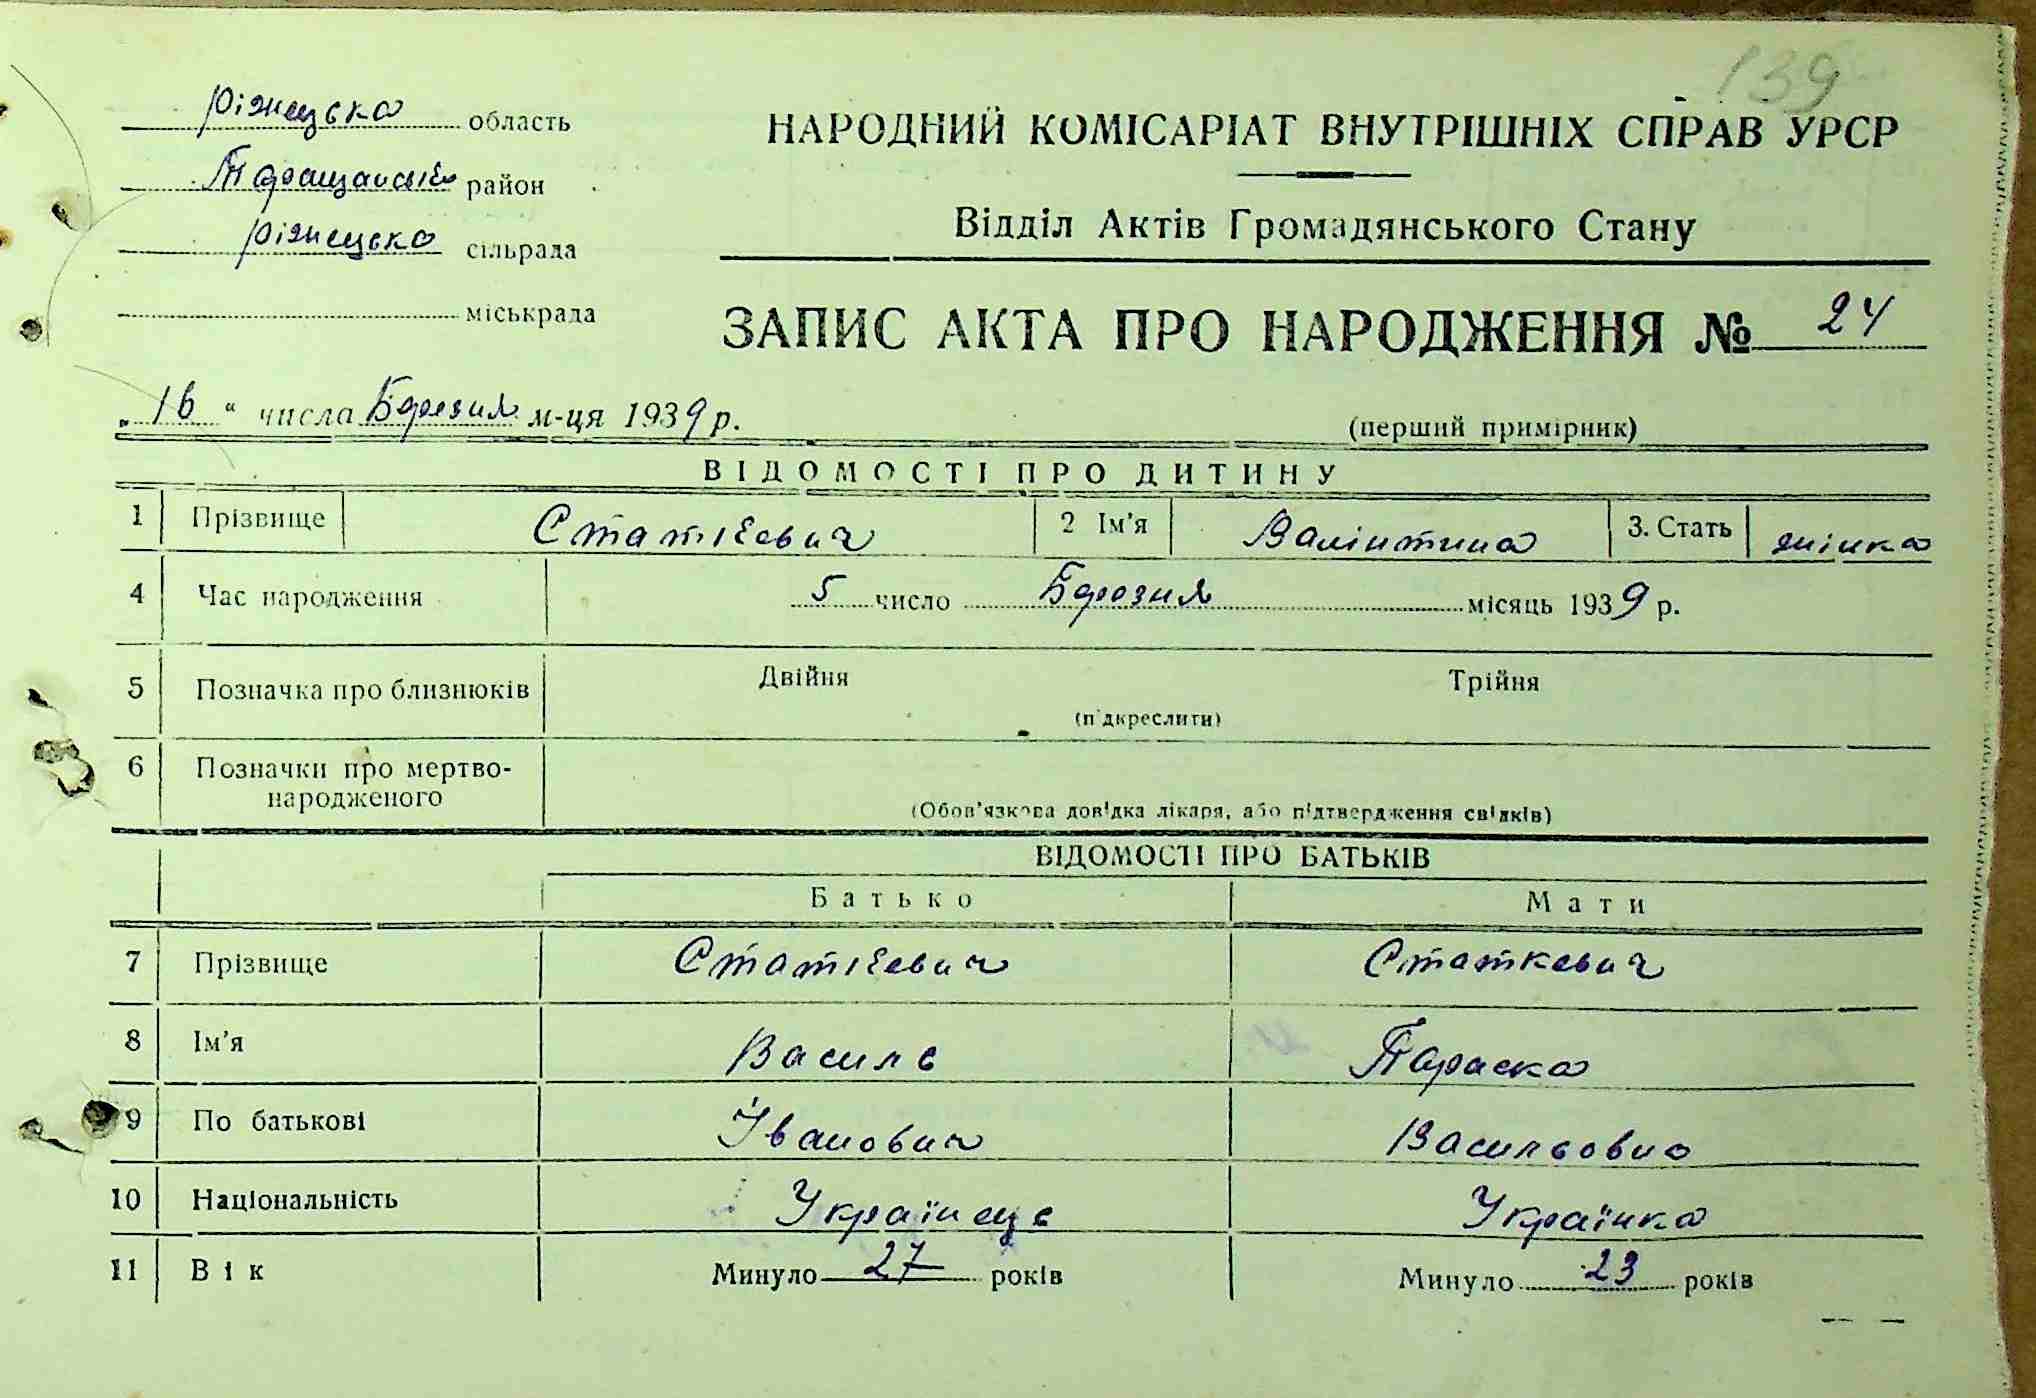 139
Ріжецька область
НАРОДНИЙ КОМІСАРІАТ ВНУТРІШНІХ СПРАВ УРСР
Таращанський район
Відділ Актів Громадянського Стану
Ріжецька сільрада
міськрада
ЗАПИС АКТА ПРО НАРОДЖЕННЯ № 24
„16“ числа Березня м-ця 1939 р.
(перший примірник)
ВІДОМОСТІ ПРО ДИТИНУ
1 Прізвище Статкевич 2 Ім’я Валінтина 3. Стать жінка
4 Час народження 5 число Березня місяць 1939 р.
5 Позначка про близнюків Двійня Трійня
(підкреслити)
6 Позначки про мертво-
народженого
(Обов’язкова довідка лікаря, або підтвердження свідків)
ВІДОМОСТІ ПРО БАТЬКІВ
Батько Мати
7 Прізвище Статкевич Статкевич
8 Ім’я Василь Параска
9 По батькові Іванович Васильовна
10 Національність Українець Українка
11 Вік Минуло 27 років Минуло 23 років